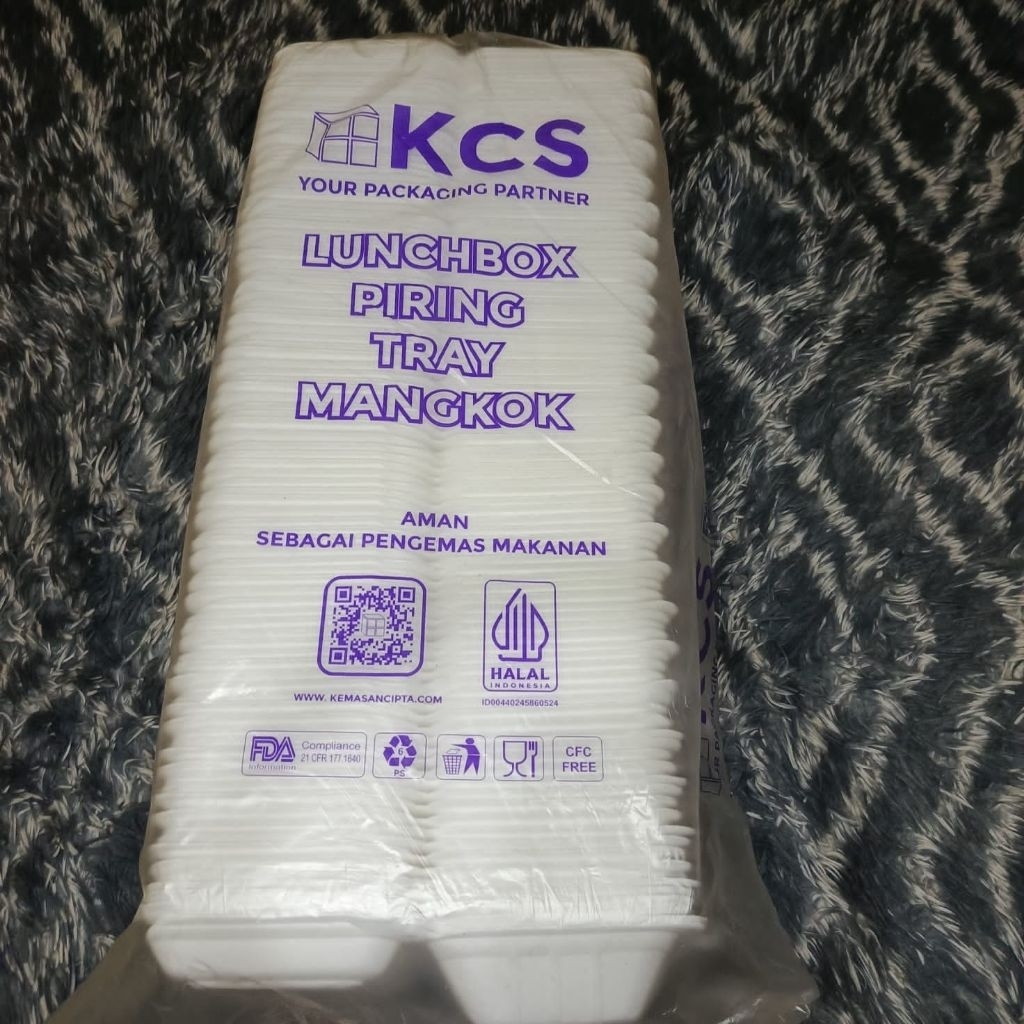 KCS
YOUR PACKAGING PARTNER
LUNCHBOX
PIRING
TRAY
MANGKOK
AMAN
SEBAGAI PENGEMAS MAKANAN
HALAL
INDONESIA
WWW. KEMASANCIPTA.COM
ID00440245860524
FDA Compliance
Information 21 CFR 177.1640
6
PS
CFC
FREE